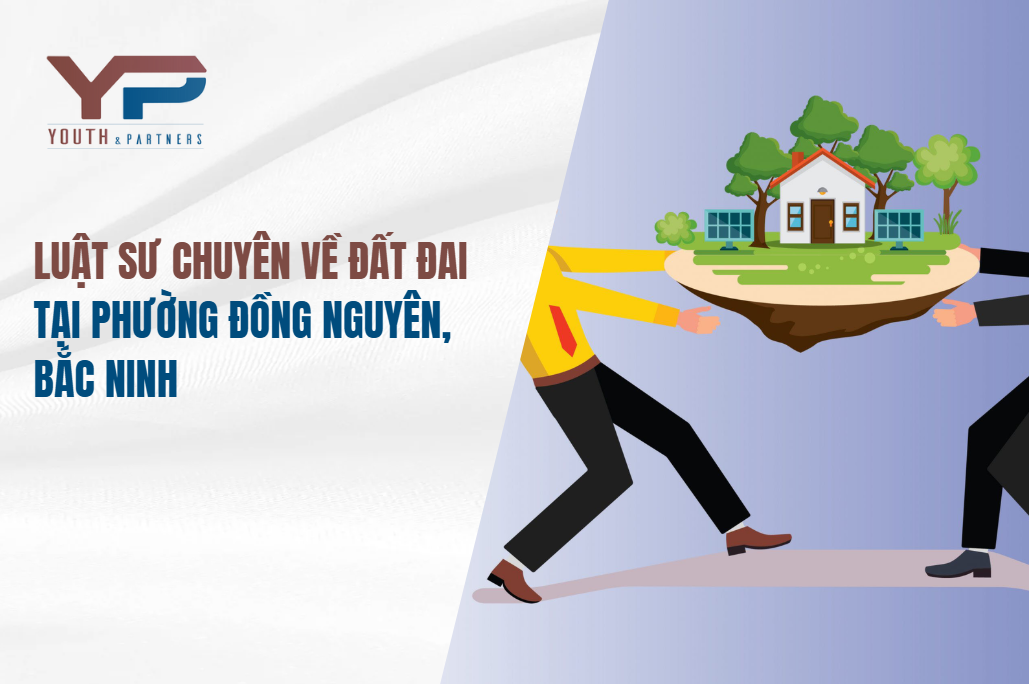 YP
YOUTH & PARTNERS
LUẬT SƯ CHUYÊN VỀ ĐẤT ĐAI
TẠI PHƯỜNG ĐỒNG NGUYÊN,
BẮC NINH